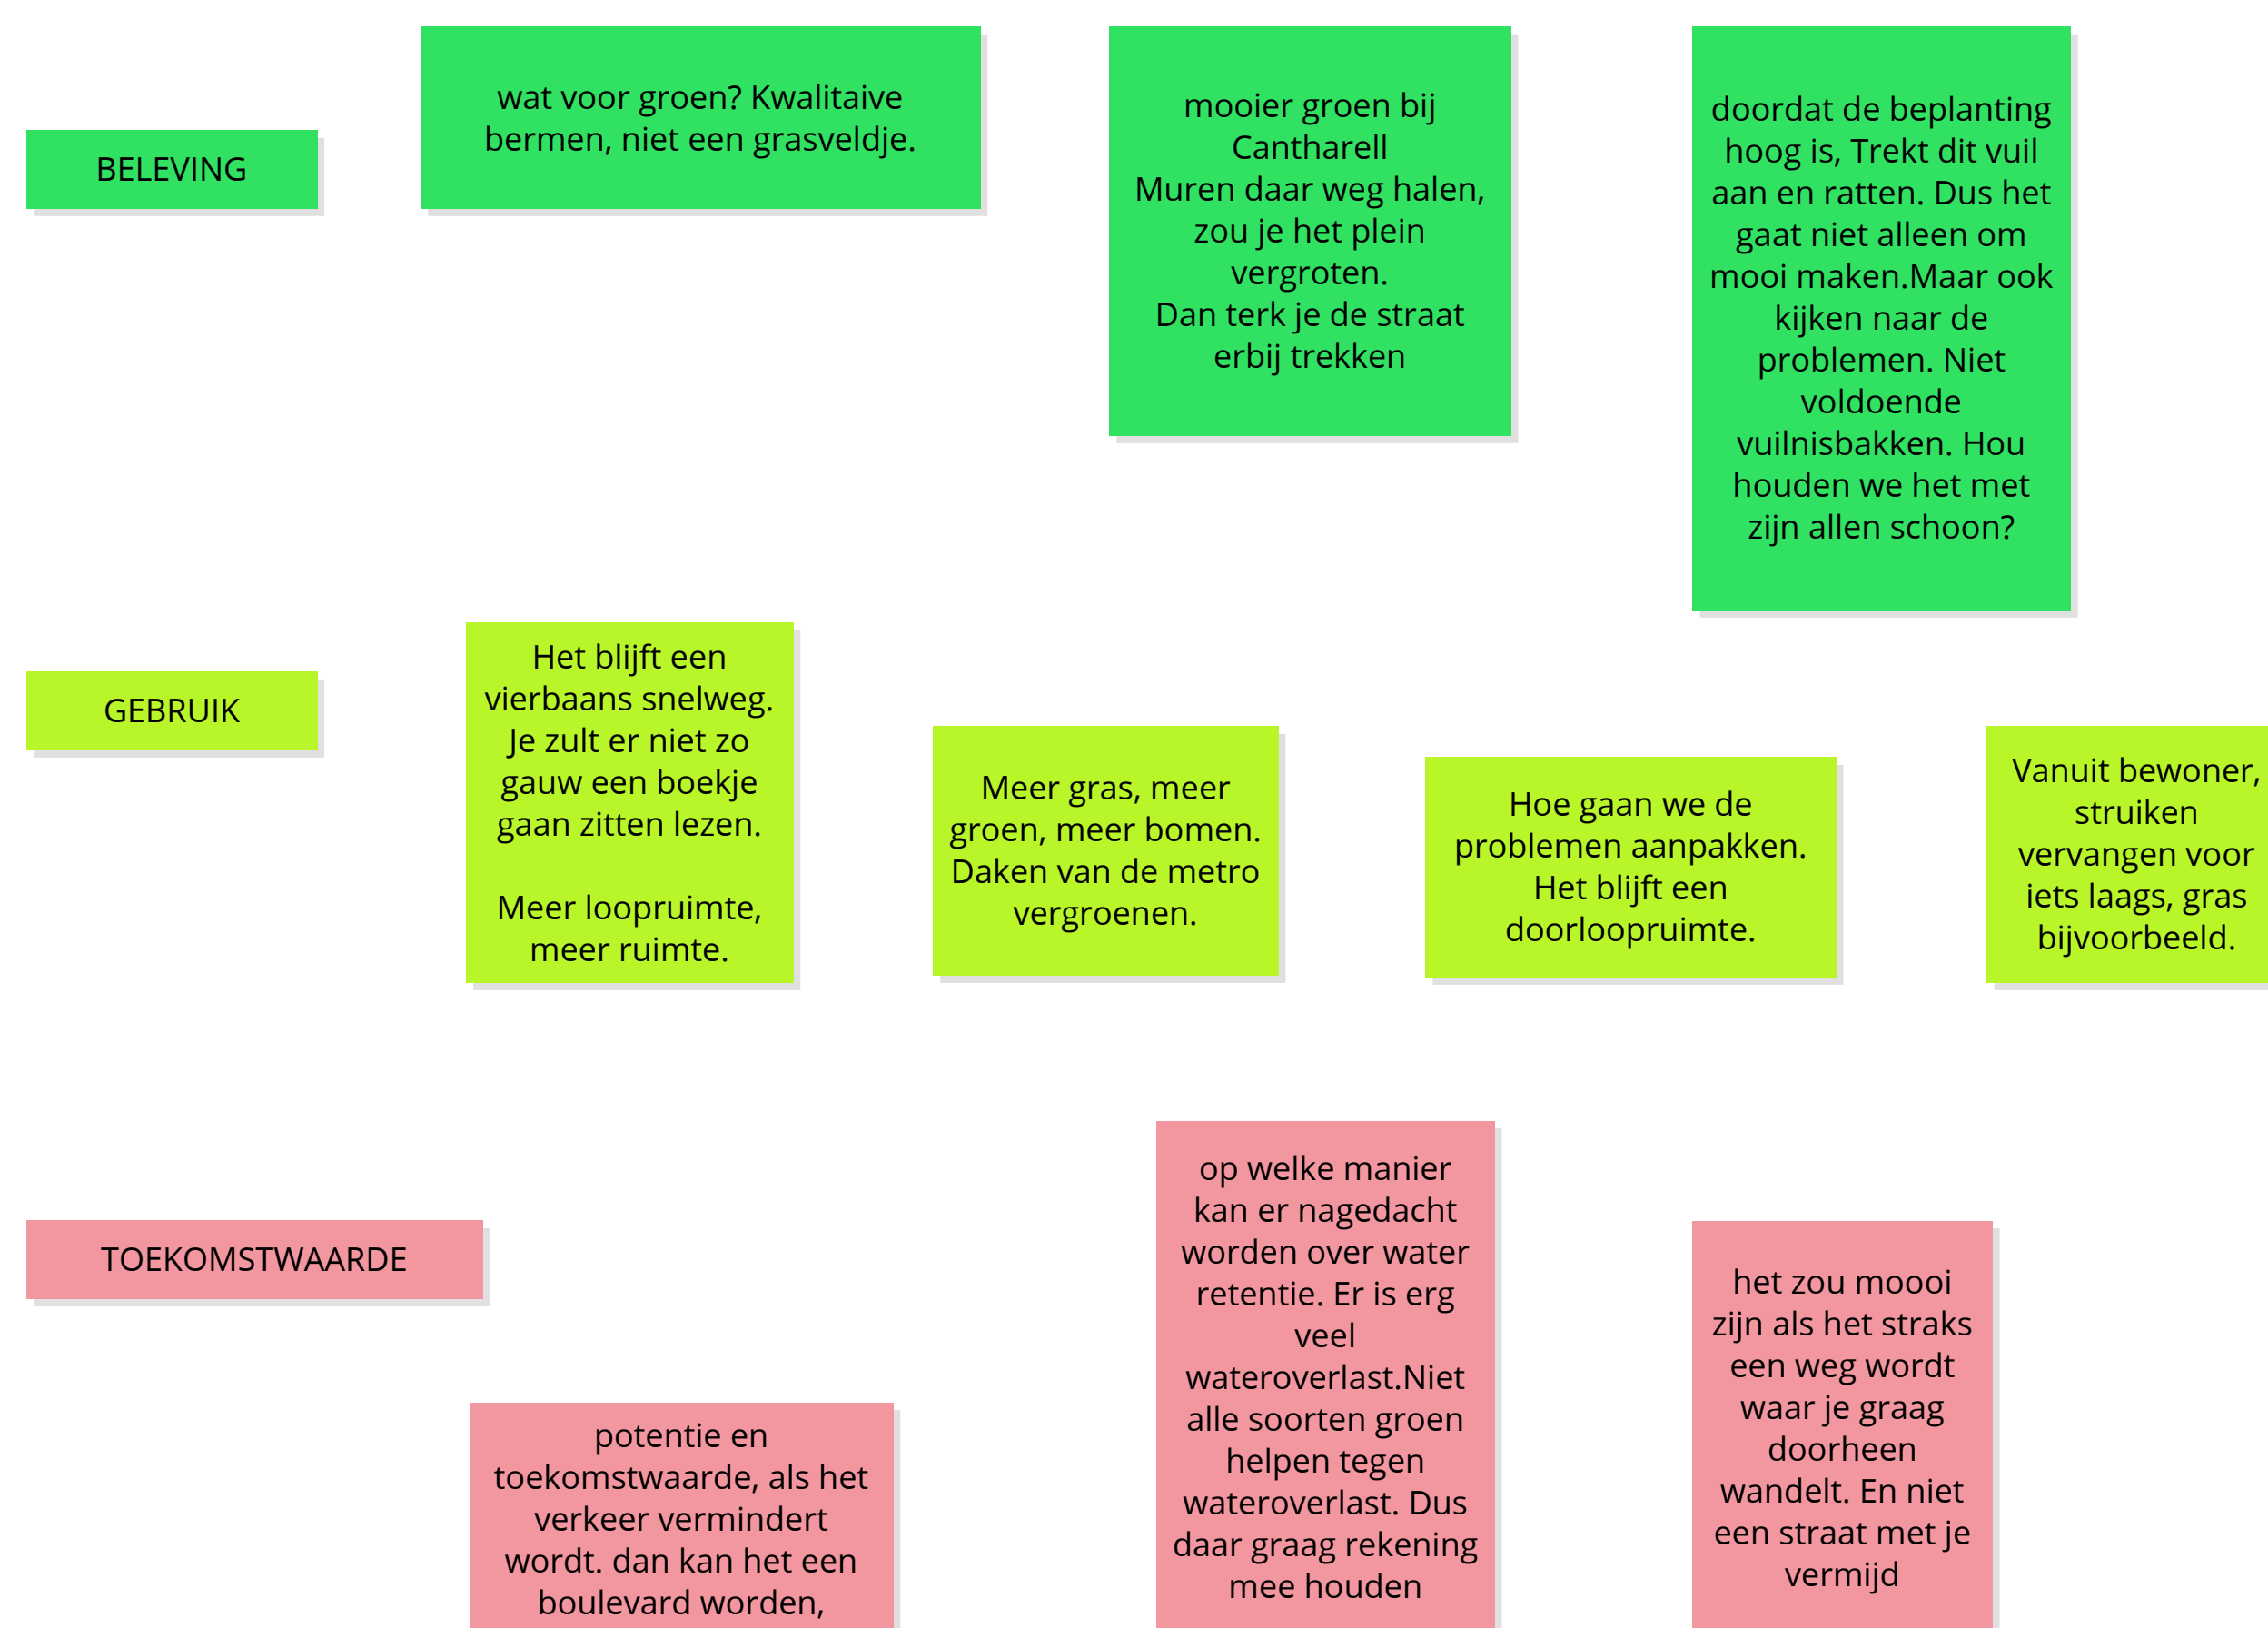 BELEVING
wat voor groen? Kwalitaive
bermen, niet een grasveldje.
mooier groen bij
Cantharell
Muren daar weg halen,
zou je het plein
vergroten.
Dan terk je de straat
erbij trekken
doordat de beplanting
hoog is, Trekt dit vuil
aan en ratten. Dus het
gaat niet alleen om
mooi maken.Maar ook
kijken naar de
problemen. Niet
voldoende
vuilnisbakken. Hou
houden we het met
zijn allen schoon?
GEBRUIK
Het blijft een
vierbaans snelweg.
Je zult er niet zo
gauw een boekje
gaan zitten lezen.
Meer loopruimte,
meer ruimte.
Meer gras, meer
groen, meer bomen.
Daken van de metro
vergroenen.
Hoe gaan we de
problemen aanpakken.
Het blijft een
doorloopruimte.
Vanuit bewoner,
struiken
vervangen voor
iets laags, gras
bijvoorbeeld.
TOEKOMSTWAARDE
potentie en
toekomstwaarde, als het
verkeer vermindert
wordt. dan kan het een
boulevard worden,
op welke manier
kan er nagedacht
worden over water
retentie. Er is erg
veel
wateroverlast.Niet
alle soorten groen
helpen tegen
wateroverlast. Dus
daar graag rekening
mee houden
het zou moooi
zijn als het straks
een weg wordt
waar je graag
doorheen
wandelt. En niet
een straat met je
vermijd